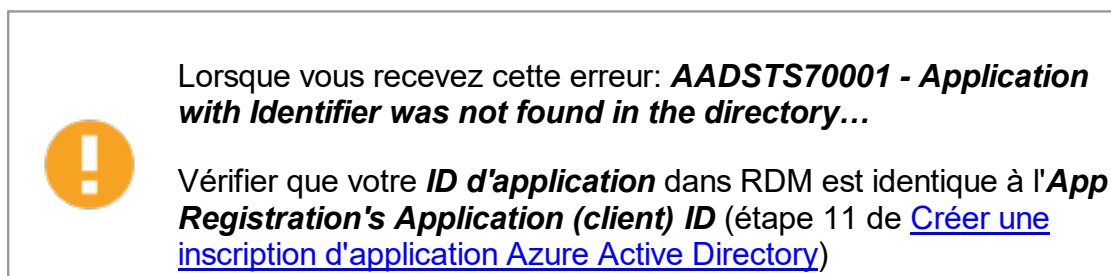 Lorsque vous recevez cette erreur: AADSTS70001 - Application
with Identifier was not found in the directory…
Vérifier que votre ID d'application dans RDM est identique à l'App
Registration's Application (client) ID (étape 11 de Créer une
inscription d'application Azure Active Directory)